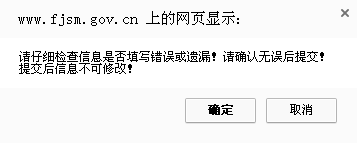 www.fjsm.gov.cn 上的网页显示:
请仔细检查信息是否填写错误或遗漏！请确认无误后提交！
提交后信息不可修改！
确定
取消